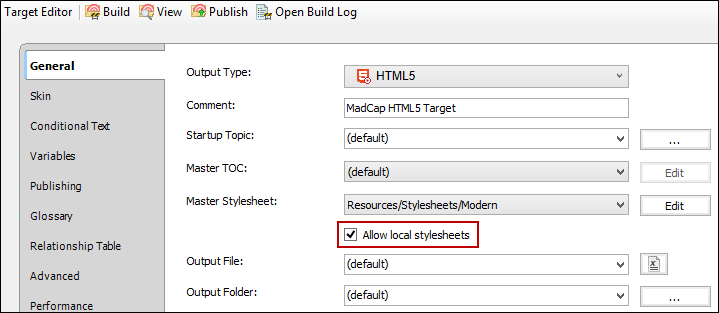 Target Editor Build View Publish Open Build Log
General
Skin
Conditional Text
Variables
Publishing
Glossary
Relationship Table
Advanced
Performance
Output Type: HTML5
Comment: MadCap HTML5 Target
Startup Topic: (default) ...
Master TOC: (default) Edit
Master Stylesheet: Resources/Stylesheets/Modern Edit
Allow local stylesheets
Output File: (default)
Output Folder: (default) ...